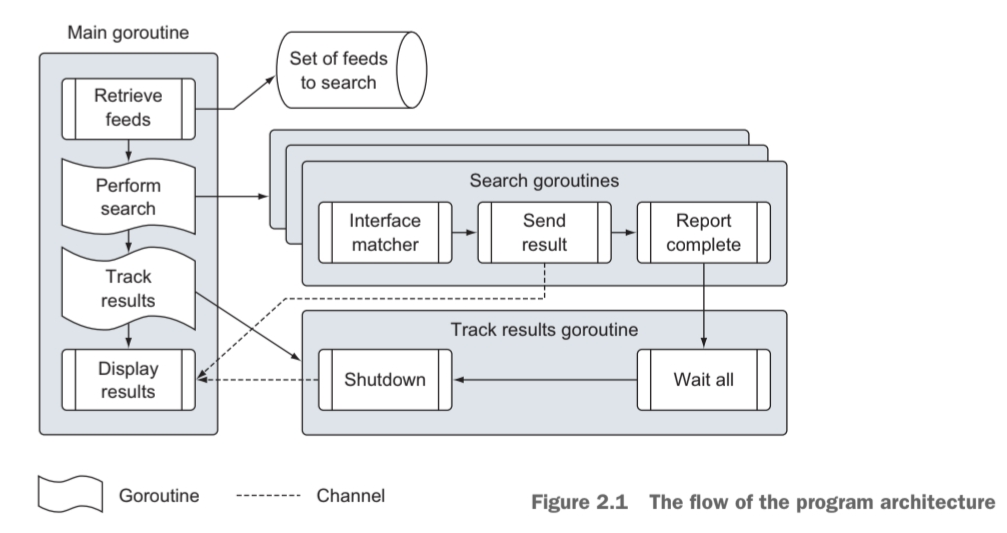 Main goroutine
Retrieve
feeds
Set of feeds
to search
Perform
search
Search goroutines
Interface
matcher
Send
result
Report
complete
Track
results
Track results goroutine
Display
results
Shutdown
Wait all
Goroutine
Channel
Figure 2.1 The flow of the program architecture